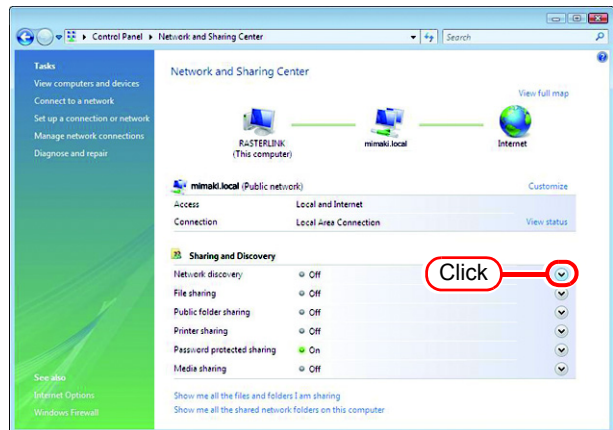 Control Panel ▸ Network and Sharing Center
Search
Tasks
View computers and devices
Connect to a network
Set up a connection or network
Manage network connections
Diagnose and repair
Network and Sharing Center
View full map
RASTERLINK
(This computer)
mimaki.local
Internet
mimaki.local (Public network)
Customize
Access Local and Internet
Connection Local Area Connection View status
Sharing and Discovery
Network discovery Off
Click
File sharing Off
Public folder sharing Off
Printer sharing Off
Password protected sharing On
Media sharing Off
Show me all the files and folders I am sharing
Show me all the shared network folders on this computer
See also
Internet Options
Windows Firewall